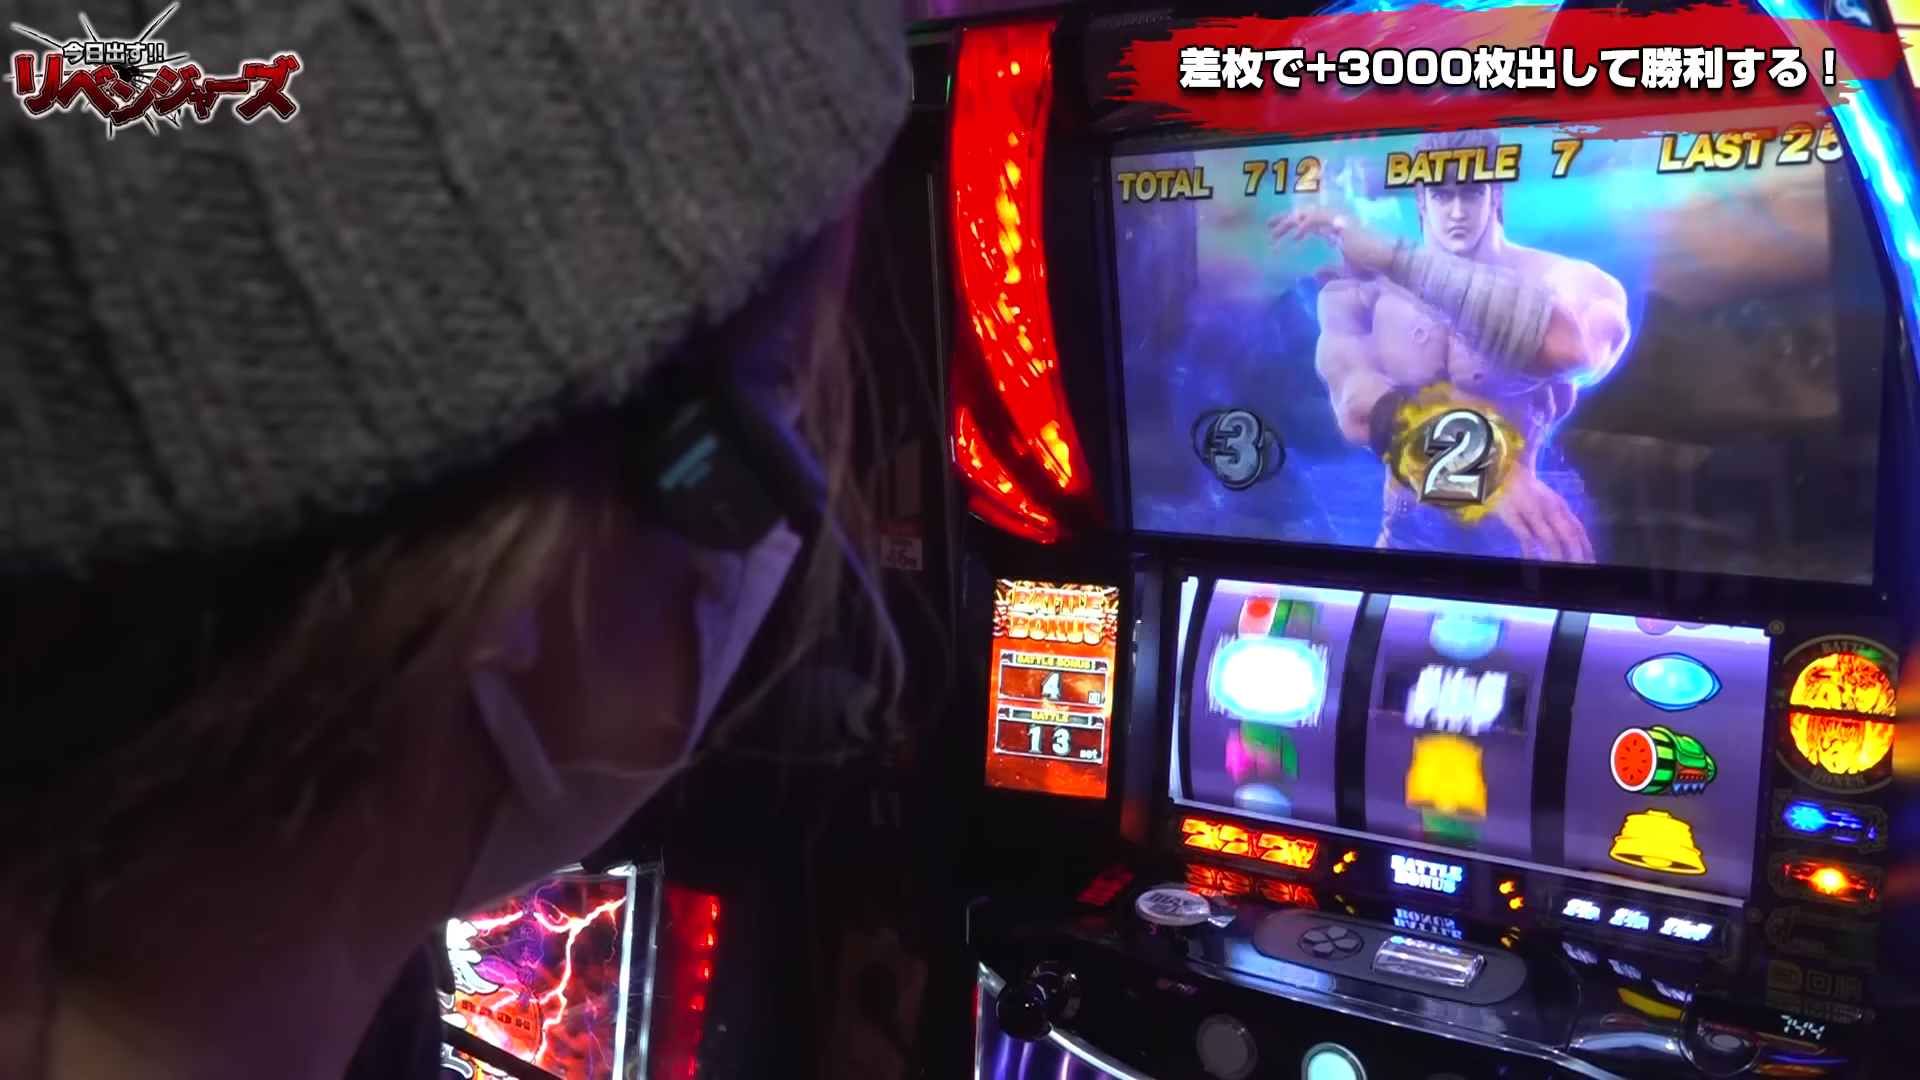 今日出す!!
リベンジャーズ
差枚で+3000枚出して勝利する!
TOTAL 712 BATTLE 7 LAST 25
3 2
BATTLE
BONUS
BATTLE BONUS
4
BATTLE
13 set
BATTLE
BONUS